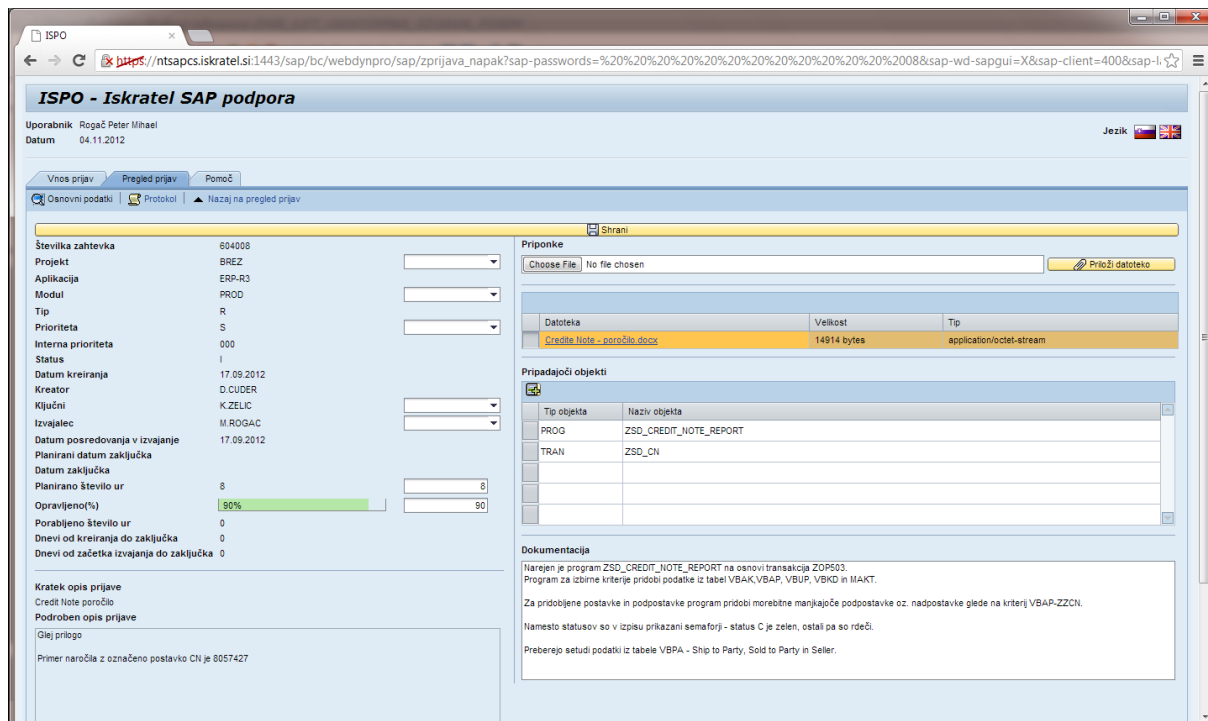 ISPO
https://ntsapcs.iskratel.si:1443/sap/bc/webdynpro/sap/zprijava_napak?sap-passwords=%20%20%20%20%20%20%20%20%20%20%20%20%20%2008&sap-wd-sapgui=X&sap-client=400&sap-l
ISPO - Iskratel SAP podpora
Uporabnik Rogač Peter Mihael
Datum 04.11.2012
Jezik
Vnos prijav Pregled prijav Pomoč
Osnovni podatki Protokol Nazaj na pregled prijav
Shrani
Številka zahtevka 604008
Projekt BREZ
Aplikacija ERP-R3
Modul PROD
Tip R
Prioriteta S
Interna prioriteta 000
Status I
Datum kreiranja 17.09.2012
Kreator D.CUDER
Ključni K.ZELIC
Izvajalec M.ROGAC
Datum posredovanja v izvajanje 17.09.2012
Planirani datum zaključka
Datum zaključka
Planirano število ur 8 8
Opravljeno(%) 90% 90
Porabljeno število ur 0
Dnevi od kreiranja do zaključka 0
Dnevi od začetka izvajanja do zaključka 0
Kratek opis prijave
Credit Note poročilo
Podroben opis prijave
Glej prilogo
Primer naročila z označeno postavko CN je 8057427
Priponke
Choose File No file chosen
Priloži datoteko
Datoteka Velikost Tip
Credite Note - poročilo.docx 14914 bytes application/octet-stream
Pripadajoči objekti
Tip objekta Naziv objekta
PROG ZSD_CREDIT_NOTE_REPORT
TRAN ZSD_CN
Dokumentacija
Narejen je program ZSD_CREDIT_NOTE_REPORT na osnovi transakcija ZOP503.
Program za izbirne kriterije pridobi podatke iz tabel VBAK,VBAP, VBUP, VBKD in MAKT.
Za pridobljene postavke in podpostavke program pridobi morebitne manjkajoče podpostavke oz. nadpostavke glede na kriterij VBAP-ZZCN.
Namesto statusov so v izpisu prikazani semaforji - status C je zelen, ostali pa so rdeči.
Preberejo setudi podatki iz tabele VBPA - Ship to Party, Sold to Party in Seller.